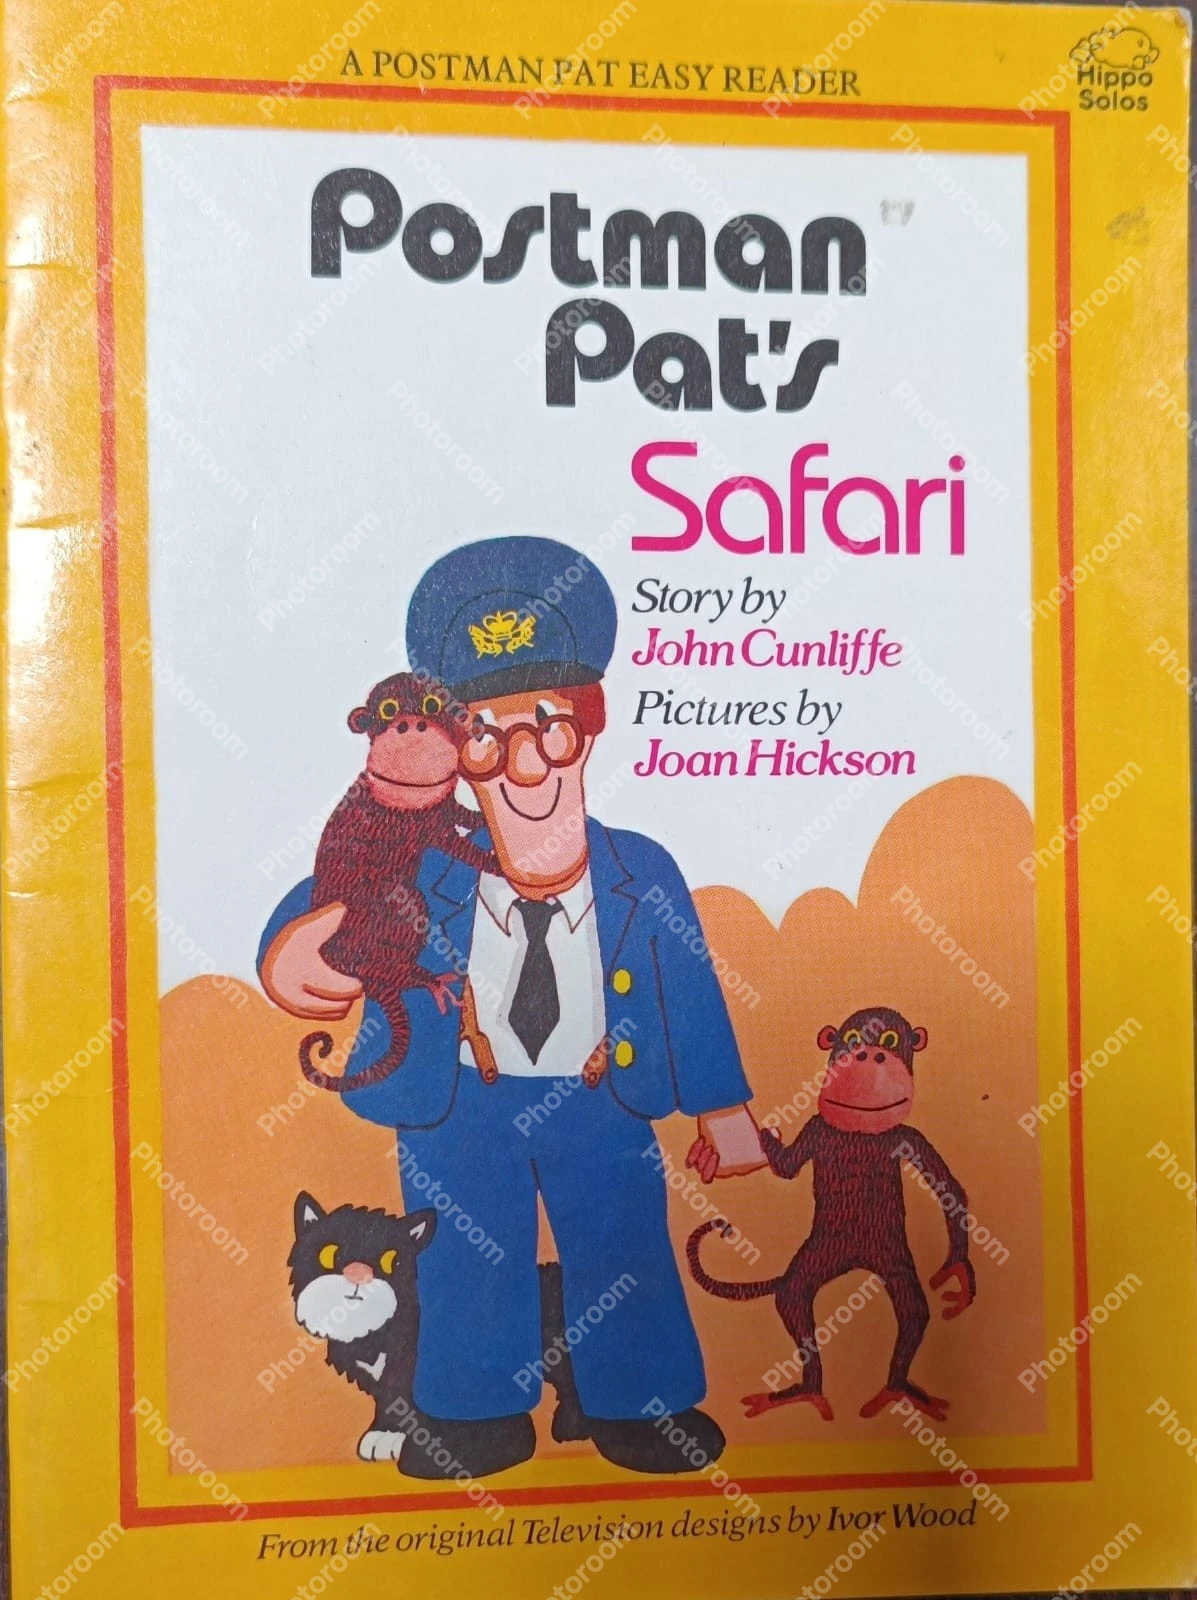 A POSTMAN PAT EASY READER
Hippo
Solos
Postman
Pat's
Safari
Story by
John Cunliffe
Pictures by
Joan Hickson
From the original Television designs by Ivor Wood
Photoroom